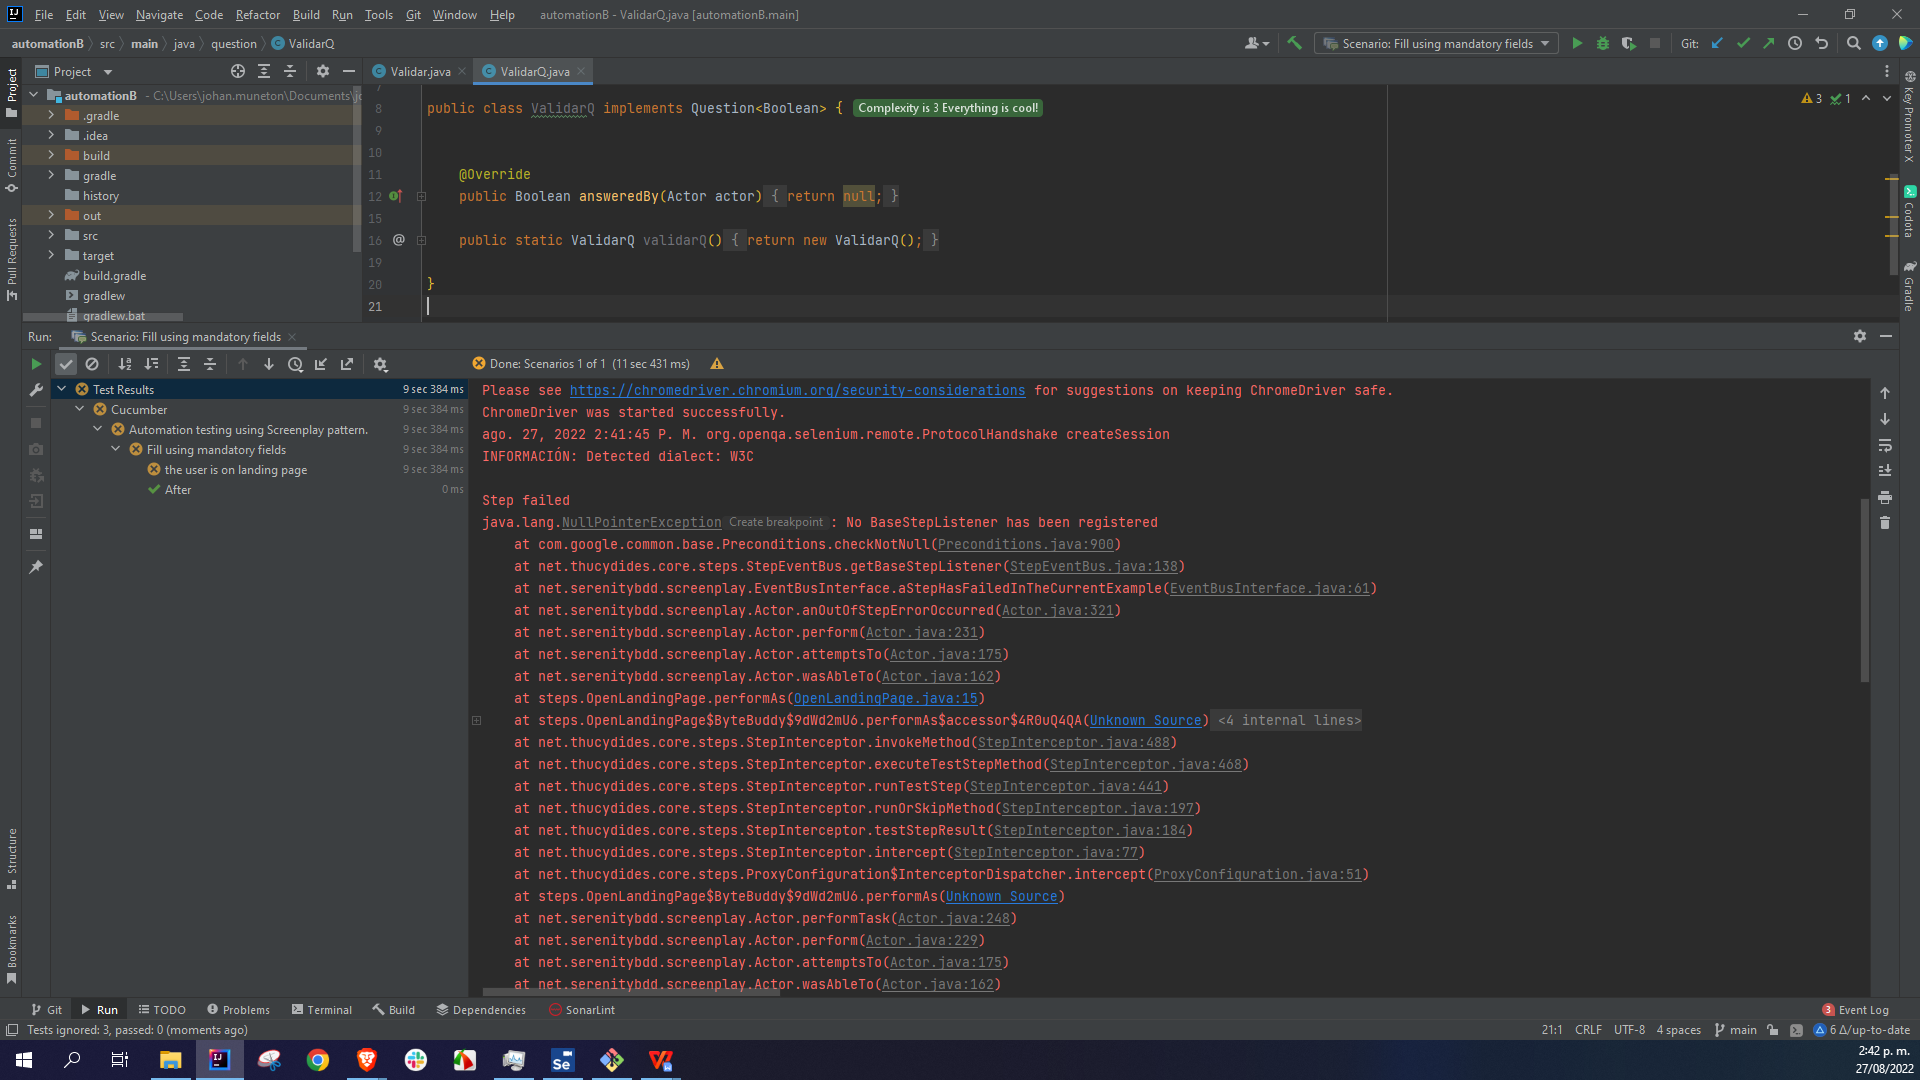 File Edit View Navigate Code Refactor Build Run Tools Git Window Help automationB - ValidarQ.java [automationB.main]
automationB src main java question ValidarQ Scenario: Fill using mandatory fields Git:
Project Validar.java ValidarQ.java
automationB - C:\Users\johan.muneton\Documents\
.gradle
.idea
build
gradle
history
out
src
target
build.gradle
gradlew
gradlew.bat
7
8 public class ValidarQ implements Question<Boolean> { Complexity is 3 Everything is cool! 3 1
9
10
11 @Override
12 public Boolean answeredBy(Actor actor) { return null; }
15
16 @ public static ValidarQ validarQ() { return new ValidarQ(); }
19
20 }
21
Project
Commit
Pull Requests
Structure
Bookmarks
Key Promoter X
Codota
Gradle
Run: Scenario: Fill using mandatory fields
Done: Scenarios 1 of 1 (11 sec 431 ms)
Test Results 9 sec 384 ms
Cucumber 9 sec 384 ms
Automation testing using Screenplay pattern. 9 sec 384 ms
Fill using mandatory fields 9 sec 384 ms
the user is on landing page 9 sec 384 ms
After 0 ms
Please see https://chromedriver.chromium.org/security-considerations for suggestions on keeping ChromeDriver safe.
ChromeDriver was started successfully.
ago. 27, 2022 2:41:45 P. M. org.openqa.selenium.remote.ProtocolHandshake createSession
INFORMACIÓN: Detected dialect: W3C
Step failed
java.lang.NullPointerException Create breakpoint : No BaseStepListener has been registered
at com.google.common.base.Preconditions.checkNotNull(Preconditions.java:900)
at net.thucydides.core.steps.StepEventBus.getBaseStepListener(StepEventBus.java:138)
at net.serenitybdd.screenplay.EventBusInterface.aStepHasFailedInTheCurrentExample(EventBusInterface.java:61)
at net.serenitybdd.screenplay.Actor.anOutOfStepErrorOccurred(Actor.java:321)
at net.serenitybdd.screenplay.Actor.perform(Actor.java:231)
at net.serenitybdd.screenplay.Actor.attemptsTo(Actor.java:175)
at net.serenitybdd.screenplay.Actor.wasAbleTo(Actor.java:162)
at steps.OpenLandingPage.performAs(OpenLandingPage.java:15)
at steps.OpenLandingPage$ByteBuddy$9dWd2mU6.performAs$accessor$4R0uQ4QA(Unknown Source) <4 internal lines>
at net.thucydides.core.steps.StepInterceptor.invokeMethod(StepInterceptor.java:488)
at net.thucydides.core.steps.StepInterceptor.executeTestStepMethod(StepInterceptor.java:468)
at net.thucydides.core.steps.StepInterceptor.runTestStep(StepInterceptor.java:441)
at net.thucydides.core.steps.StepInterceptor.runOrSkipMethod(StepInterceptor.java:197)
at net.thucydides.core.steps.StepInterceptor.testStepResult(StepInterceptor.java:184)
at net.thucydides.core.steps.StepInterceptor.intercept(StepInterceptor.java:77)
at net.thucydides.core.steps.ProxyConfiguration$InterceptorDispatcher.intercept(ProxyConfiguration.java:51)
at steps.OpenLandingPage$ByteBuddy$9dWd2mU6.performAs(Unknown Source)
at net.serenitybdd.screenplay.Actor.performTask(Actor.java:248)
at net.serenitybdd.screenplay.Actor.perform(Actor.java:229)
at net.serenitybdd.screenplay.Actor.attemptsTo(Actor.java:175)
at net.serenitybdd.screenplay.Actor.wasAbleTo(Actor.java:162)
Git Run TODO Problems Terminal Build Dependencies SonarLint 3 Event Log
Tests ignored: 3, passed: 0 (moments ago) 21:1 CRLF UTF-8 4 spaces main 6 Δ/up-to-date
2:42 p. m.
27/08/2022